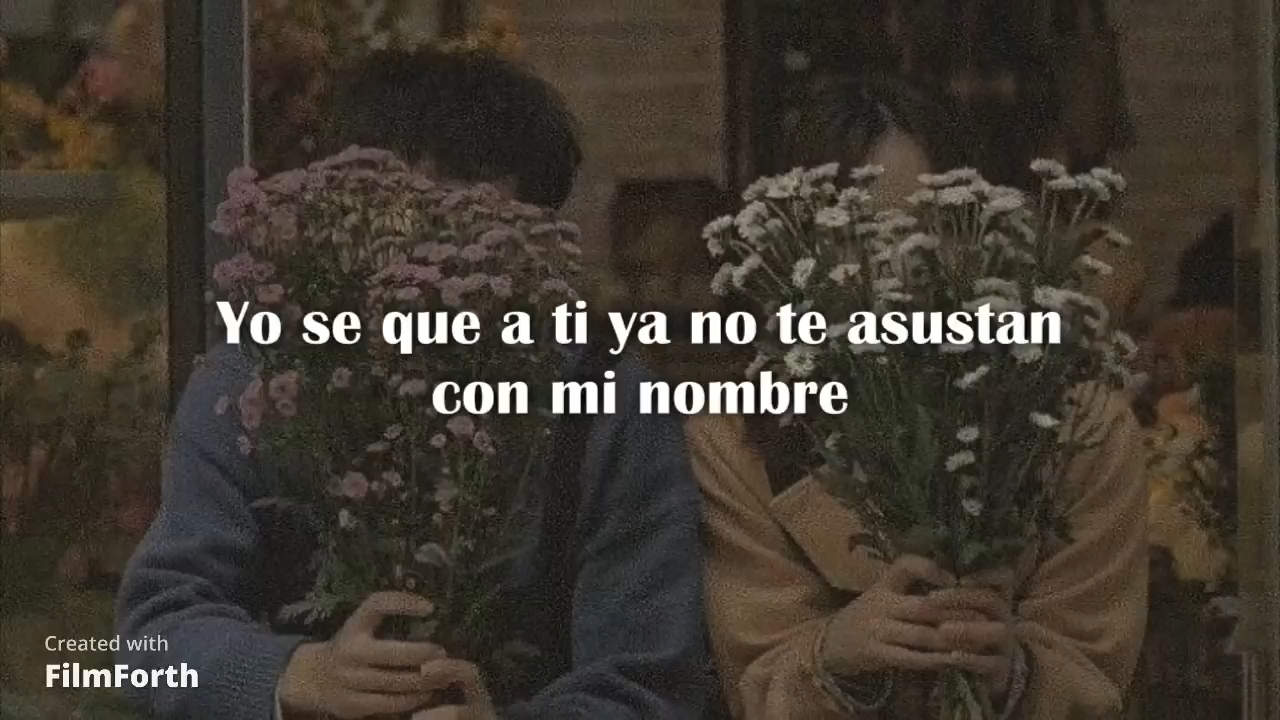 Yo se que a ti ya no te asustan
con mi nombre
Created with
FilmForth